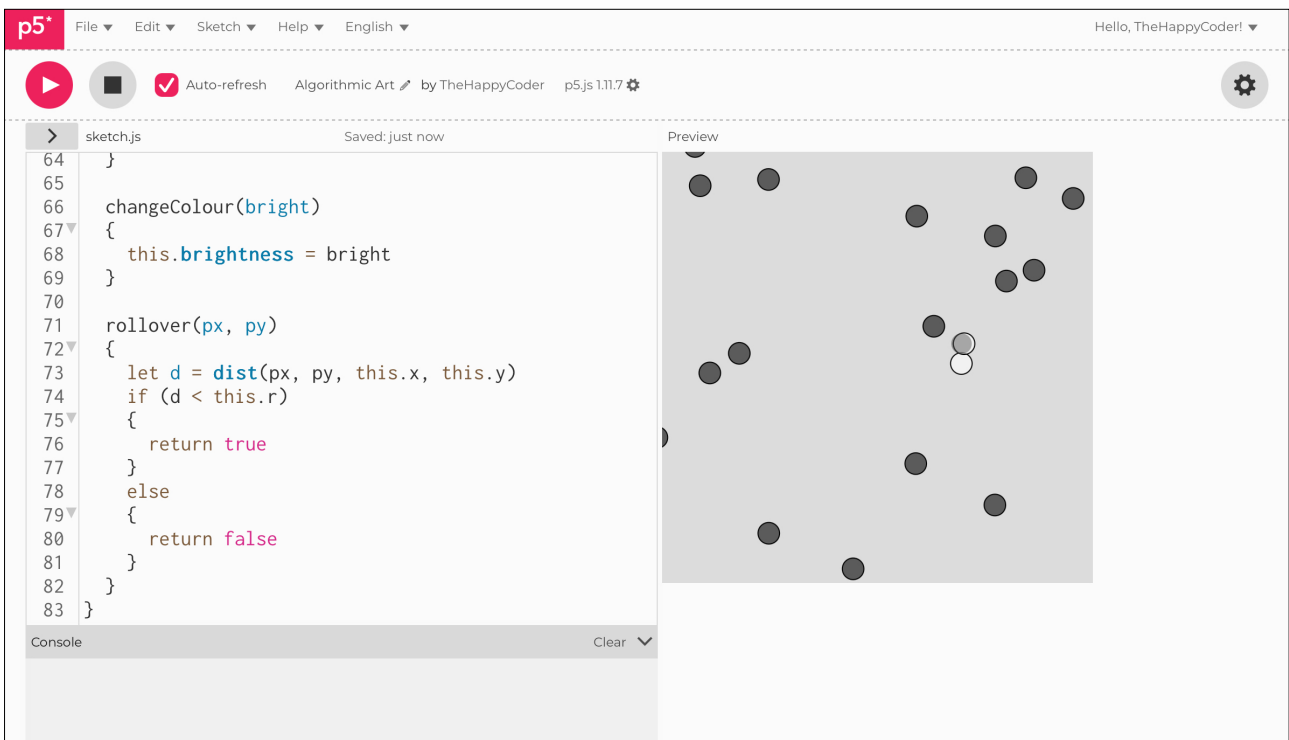 p5* File Edit Sketch Help English Hello, TheHappyCoder!
Auto-refresh Algorithmic Art by TheHappyCoder p5.js 1.11.7
sketch.js Saved: just now Preview
64 }
65
66 changeColour(bright)
67 {
68 this.brightness = bright
69 }
70
71 rollover(px, py)
72 {
73 let d = dist(px, py, this.x, this.y)
74 if (d < this.r)
75 {
76 return true
77 }
78 else
79 {
80 return false
81 }
82 }
83 }
Console Clear